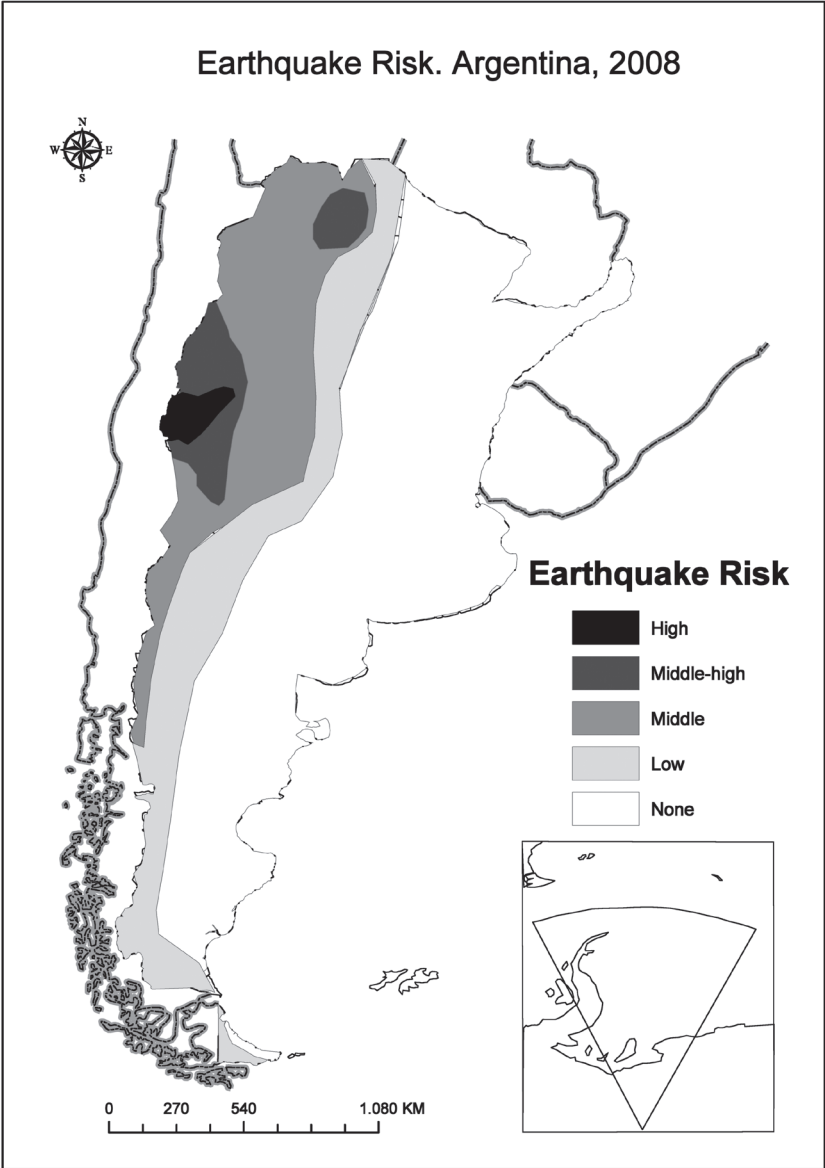 Earthquake Risk. Argentina, 2008
N
W E
S
Earthquake Risk
High
Middle-high
Middle
Low
None
0 270 540 1.080 KM